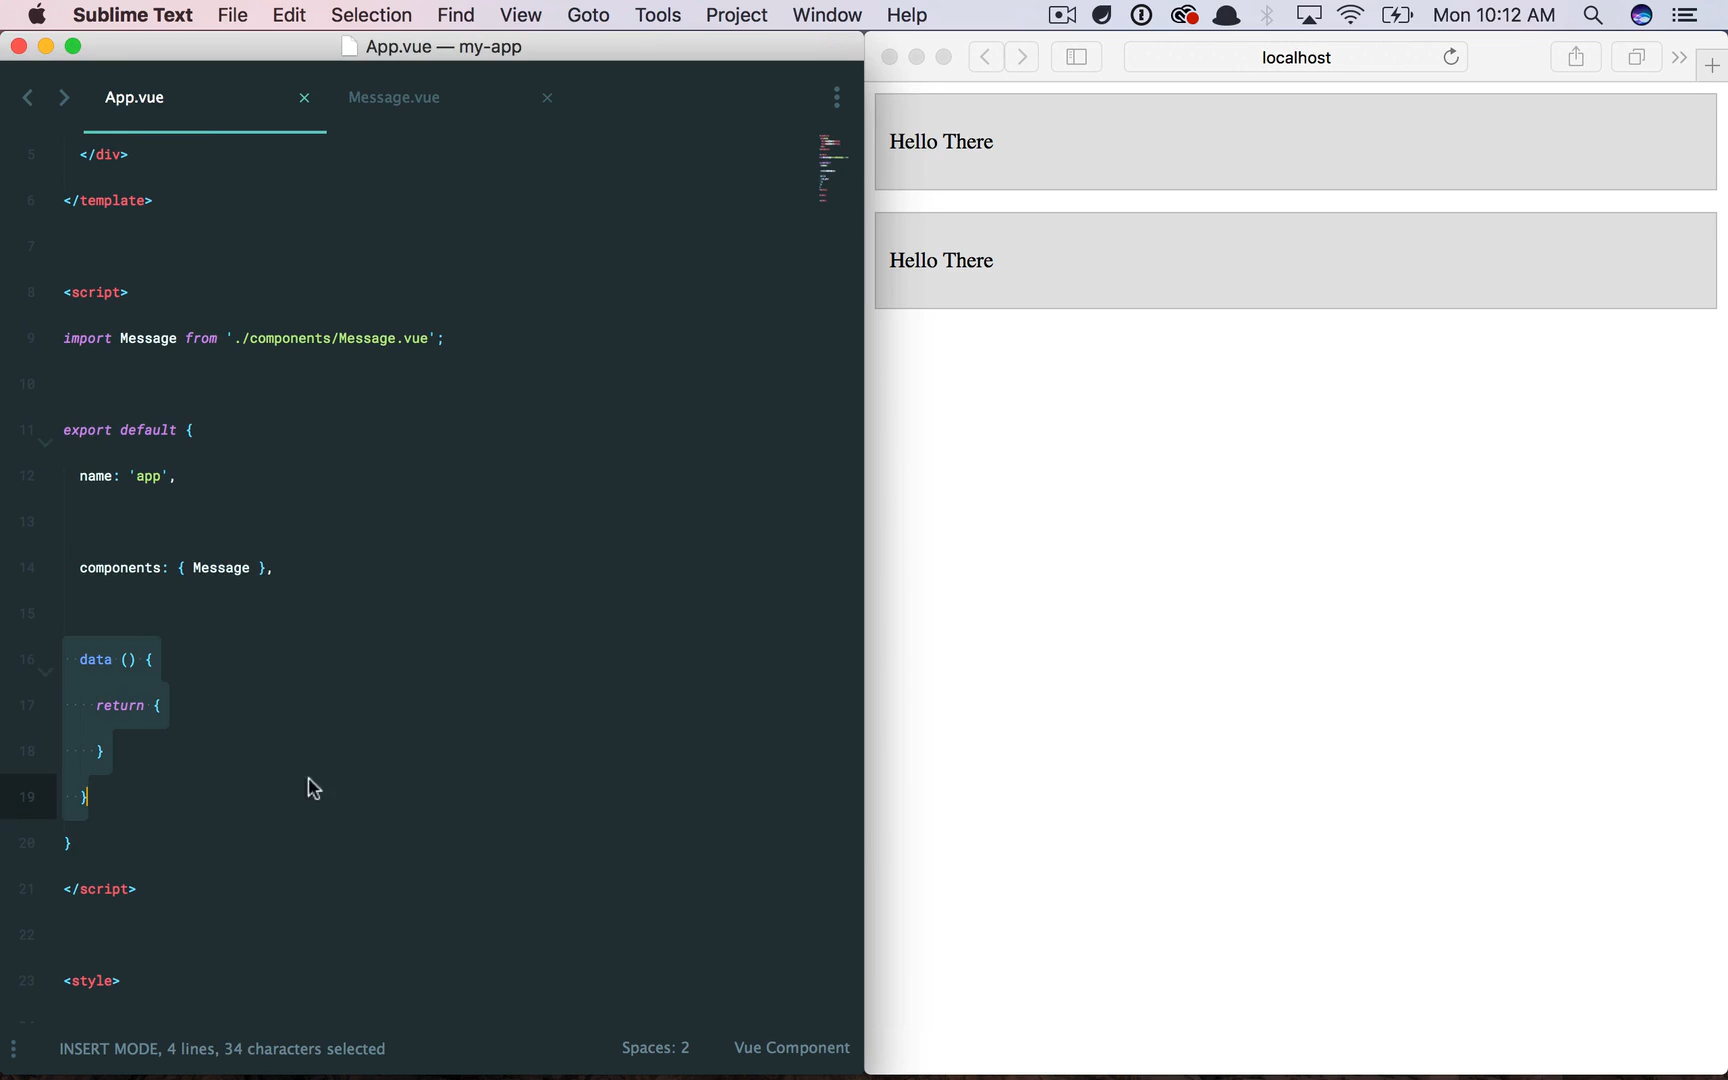 Sublime Text File Edit Selection Find View Goto Tools Project Window Help Mon 10:12 AM
App.vue — my-app
localhost
App.vue
Message.vue
Hello There
Hello There
5 </div>
6 </template>
7
8 <script>
9 import Message from './components/Message.vue';
10
11 export default {
12 name: 'app',
13
14 components: { Message },
15
16 data () {
17 return {
18 }
19 }
20 }
21 </script>
22
23 <style>
INSERT MODE, 4 lines, 34 characters selected
Spaces: 2
Vue Component